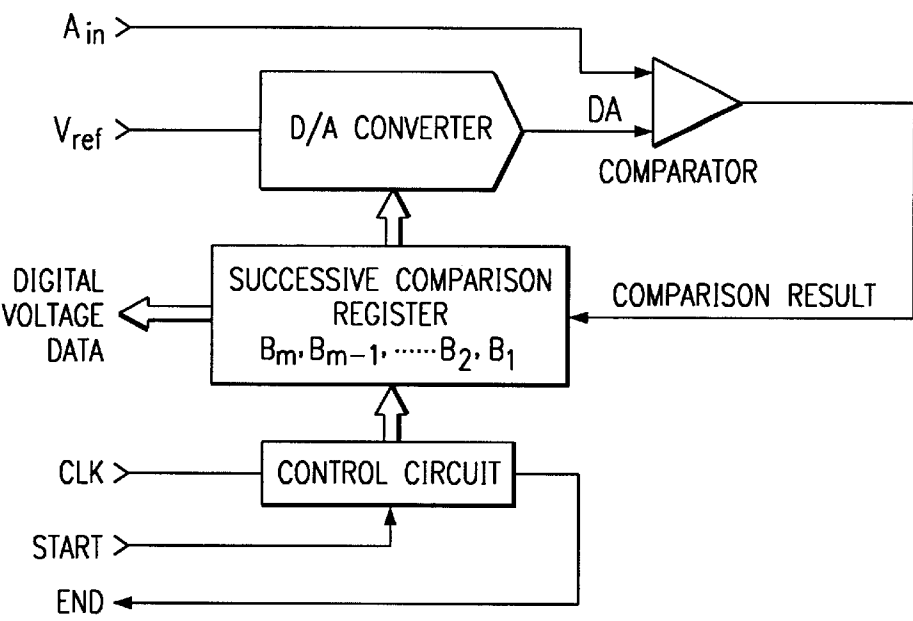 A in
V ref
D/A CONVERTER
DA
COMPARATOR
DIGITAL
VOLTAGE
DATA
SUCCESSIVE COMPARISON
REGISTER
Bm, Bm-1, ······B2, B1
COMPARISON RESULT
CLK
CONTROL CIRCUIT
START
END